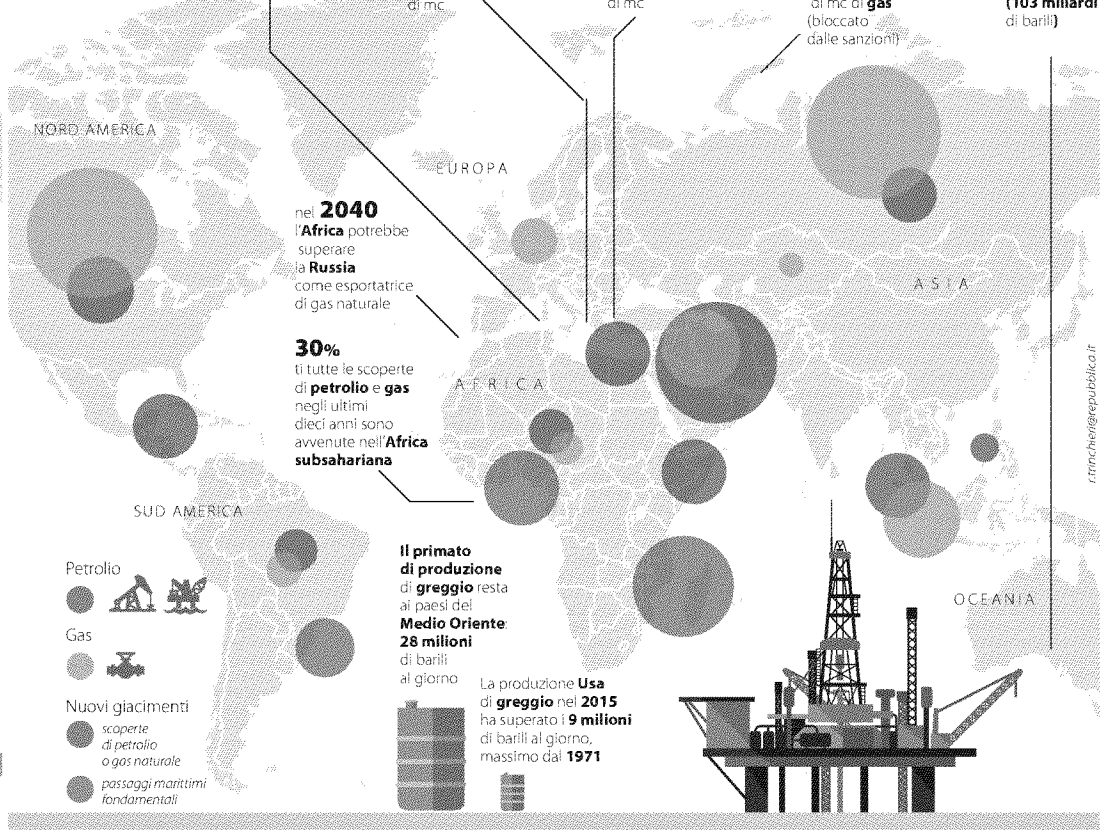 di mc
di mc
di mc di gas
(bloccato
dalle sanzioni)
(103 miliardi
di barili)
NORD AMERICA
EUROPA
nel 2040
l'Africa potrebbe
superare
la Russia
come esportatrice
di gas naturale
ASIA
30%
ti tutte le scoperte
di petrolio e gas
negli ultimi
dieci anni sono
avvenute nell'Africa
subsahariana
AFRICA
r.trinchieri@repubblica.it
SUD AMERICA
Petrolio
Gas
Nuovi giacimenti
scoperte
di petrolio
o gas naturale
passaggi marittimi
fondamentali
Il primato
di produzione
di greggio resta
ai paesi del
Medio Oriente:
28 milioni
di barili
al giorno
La produzione Usa
di greggio nel 2015
ha superato i 9 milioni
di barili al giorno,
massimo dal 1971
OCEANIA